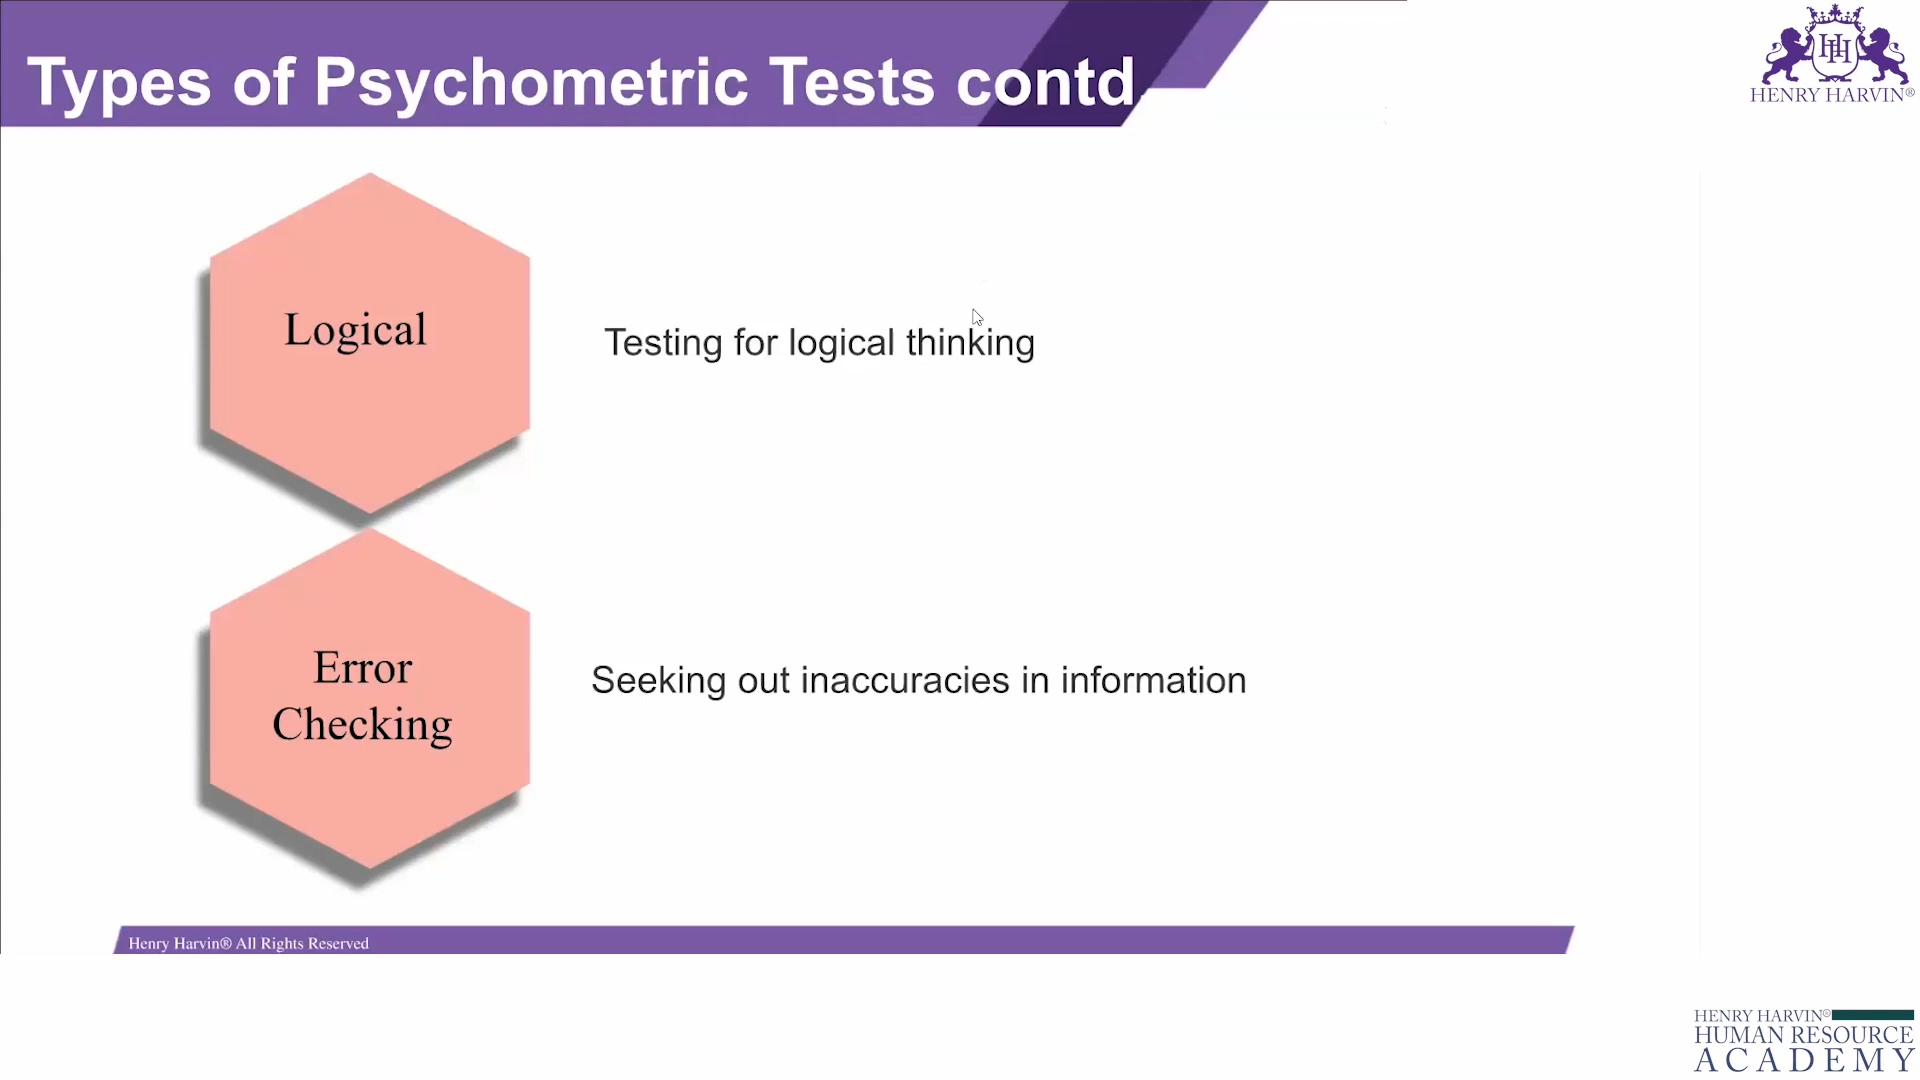 Types of Psychometric Tests contd
HH
HENRY HARVIN®
Logical
Testing for logical thinking
Error
Checking
Seeking out inaccuracies in information
Henry Harvin® All Rights Reserved
HENRY HARVIN®
HUMAN RESOURCE
ACADEMY